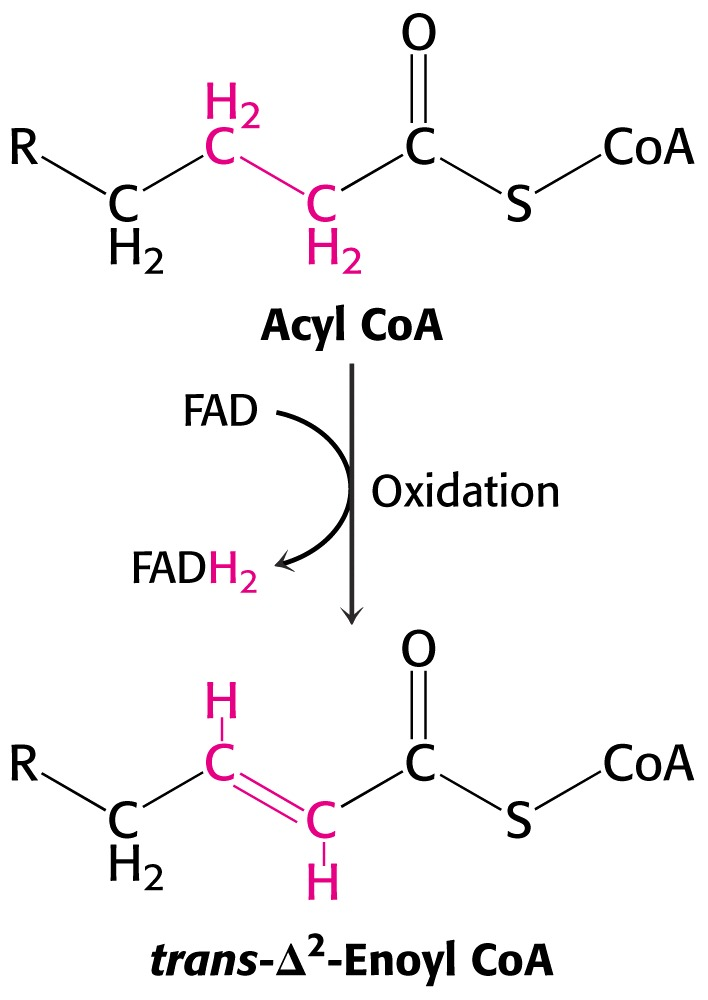 O
H₂
R C C CoA
C C S
H₂ H₂
Acyl CoA
FAD
Oxidation
FADH₂
O
H
R C C CoA
C C S
H₂ H
trans-Δ²-Enoyl CoA